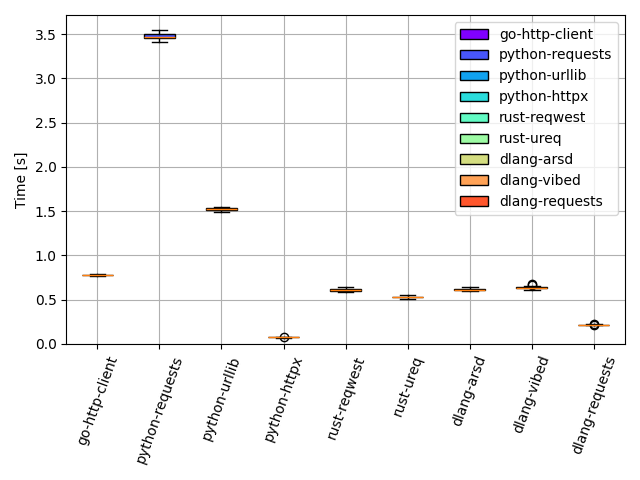 Time [s]
3.5
3.0
2.5
2.0
1.5
1.0
0.5
0.0
go-http-client
python-requests
python-urllib
python-httpx
rust-reqwest
rust-ureq
dlang-arsd
dlang-vibed
dlang-requests
go-http-client
python-requests
python-urllib
python-httpx
rust-reqwest
rust-ureq
dlang-arsd
dlang-vibed
dlang-requests